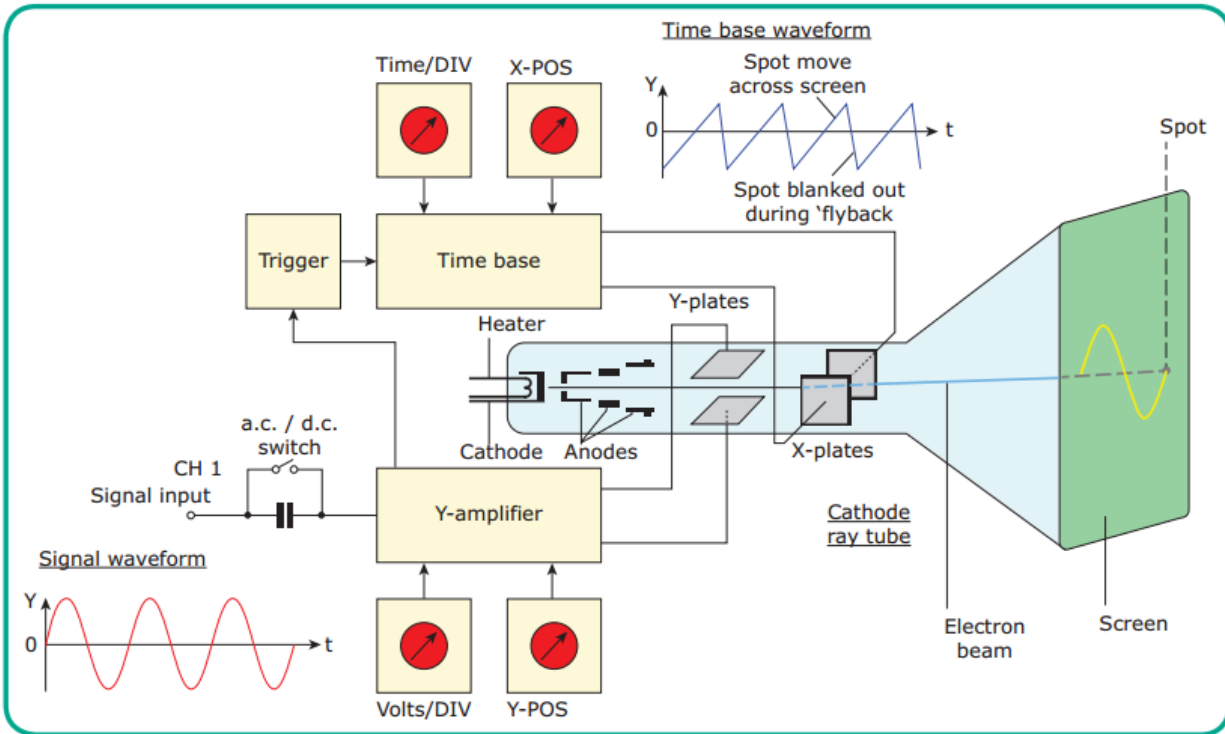 Time base waveform
Time/DIV
X-POS
Spot move
across screen
Y
0
t
Spot
Spot blanked out
during ‘flyback
Trigger
Time base
Y-plates
Heater
a.c. / d.c.
switch
CH 1
Signal input
Cathode
Anodes
X-plates
Y-amplifier
Cathode
ray tube
Signal waveform
Y
0
t
Electron
beam
Screen
Volts/DIV
Y-POS